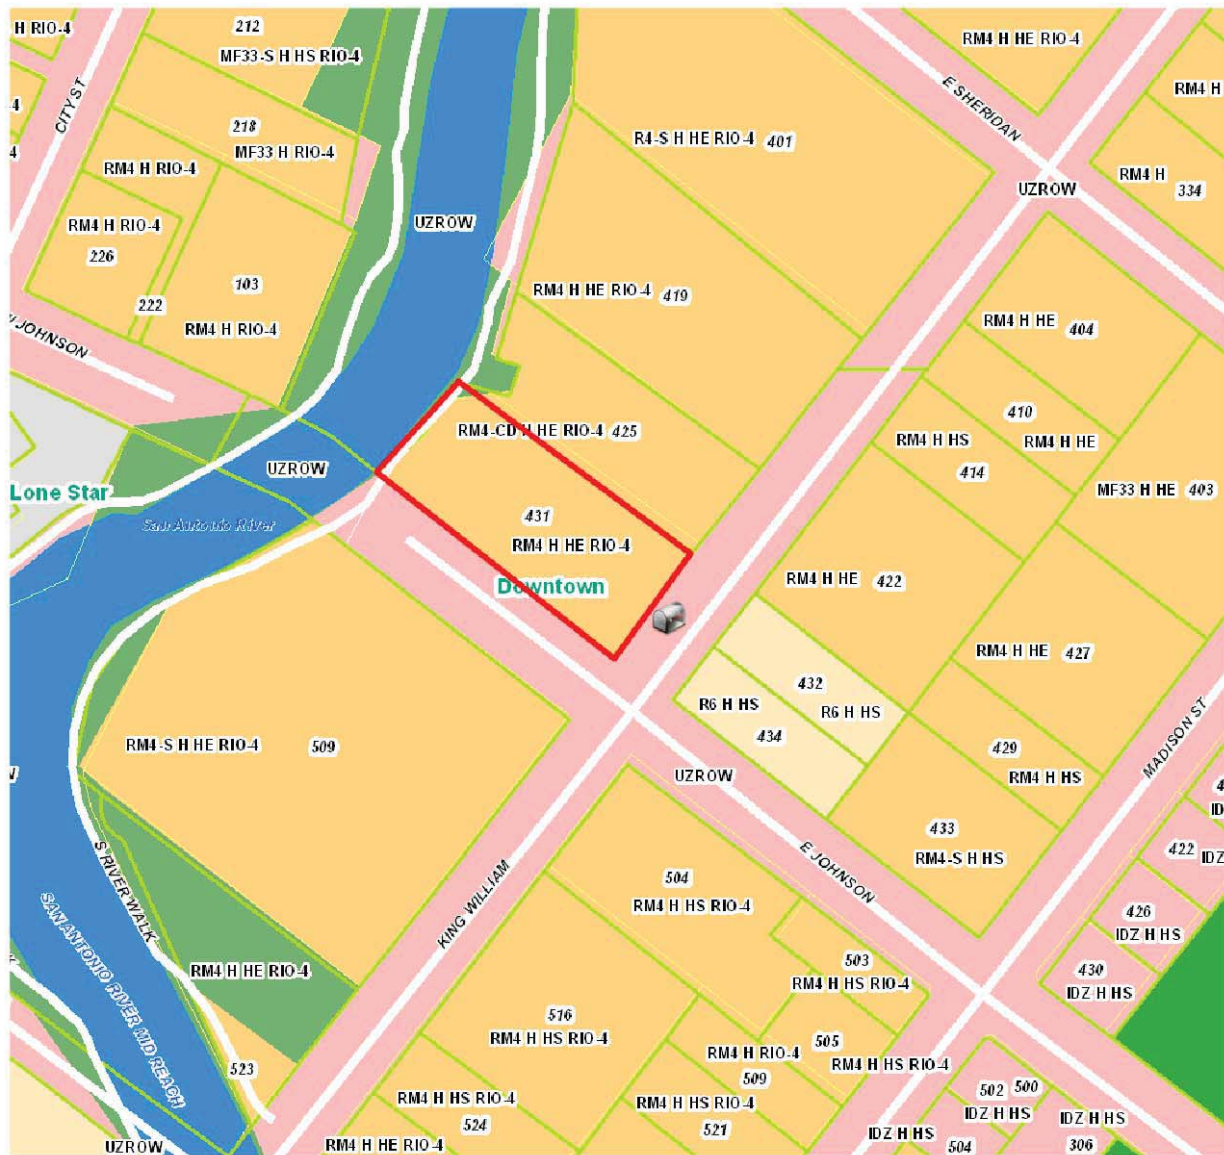 H RIO-4
212
MF33-S H HS RIO-4
RM4 H HE RIO-4
CITY ST
E SHERIDAN
RM4 H
4
218
MF33 H RIO-4
R4-S H HE RIO-4 401
4
RM4 H RIO-4
RM4 H
334
UZROW
RM4 H RIO-4
226
UZROW
103
RM4 H HE RIO-4 419
222
RM4 H RIO-4
JOHNSON
RM4 H HE 404
410
RM4 H HE
RM4-CD H HE RIO-4 425
RM4 H HS
414
UZROW
Lone Star
MF33 H HE 403
San Antonio River
431
RM4 H HE RIO-4
Downtown
RM4 H HE 422
RM4 H HE 427
432
R6 H HS
R6 H HS
434
RM4-S H HE RIO-4 509
UZROW
429
RM4 H HS
MADISON ST
433
RM4-S H HS
422
IDZ
E JOHNSON
KING WILLIAM
504
RM4 H HS RIO-4
S RIVER WALK
SAN ANTONIO RIVER MID REACH
426
IDZ H HS
503
RM4 H HS RIO-4
430
IDZ H HS
RM4 H HE RIO-4
516
RM4 H HS RIO-4
505
RM4 H RIO-4
RM4 H HS RIO-4
523
509
RM4 H HS RIO-4
524
RM4 H HS RIO-4
521
502 500
IDZ H HS
IDZ H HS
306
IDZ H HS
504
UZROW
RM4 H HE RIO-4